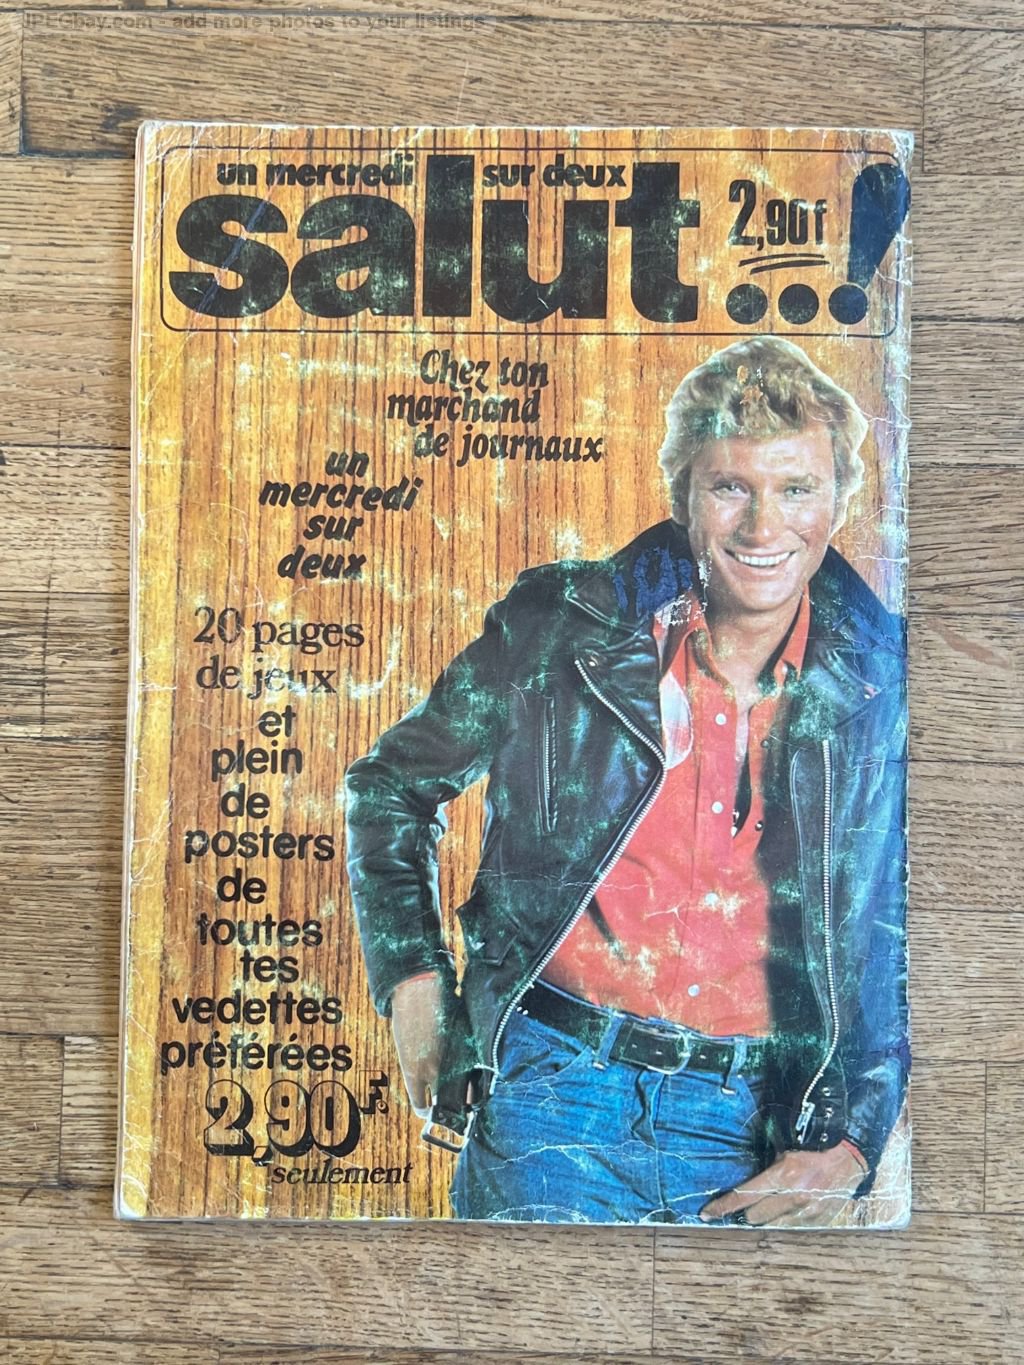 JPEGbay.com - add more photos to your listings
un mercredi sur deux
salut...!
2,90f
Chez ton
marchand
de journaux
un
mercredi
sur
deux
20 pages
de jeux
et
plein
de
posters
de
toutes
tes
vedettes
préférées
2,90F.
seulement